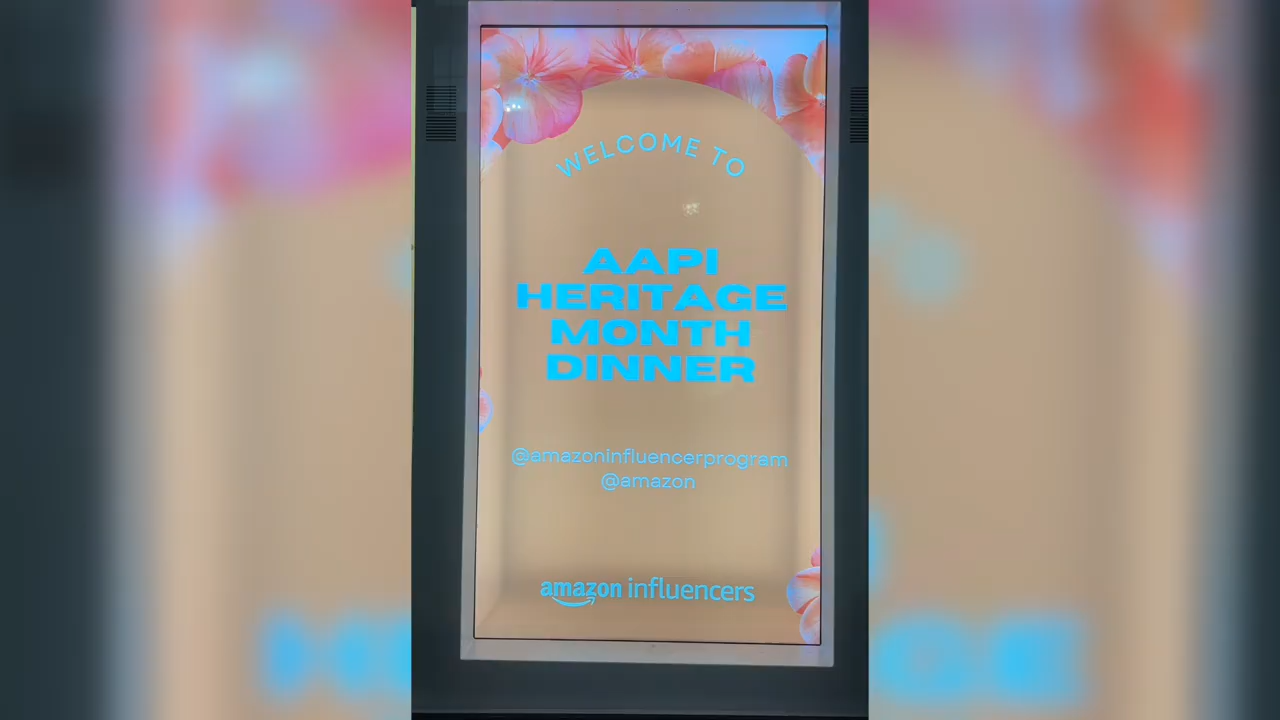 WELCOME TO
AAPI
HERITAGE
MONTH
DINNER
@amazoninfluencerprogram
@amazon
amazon influencers